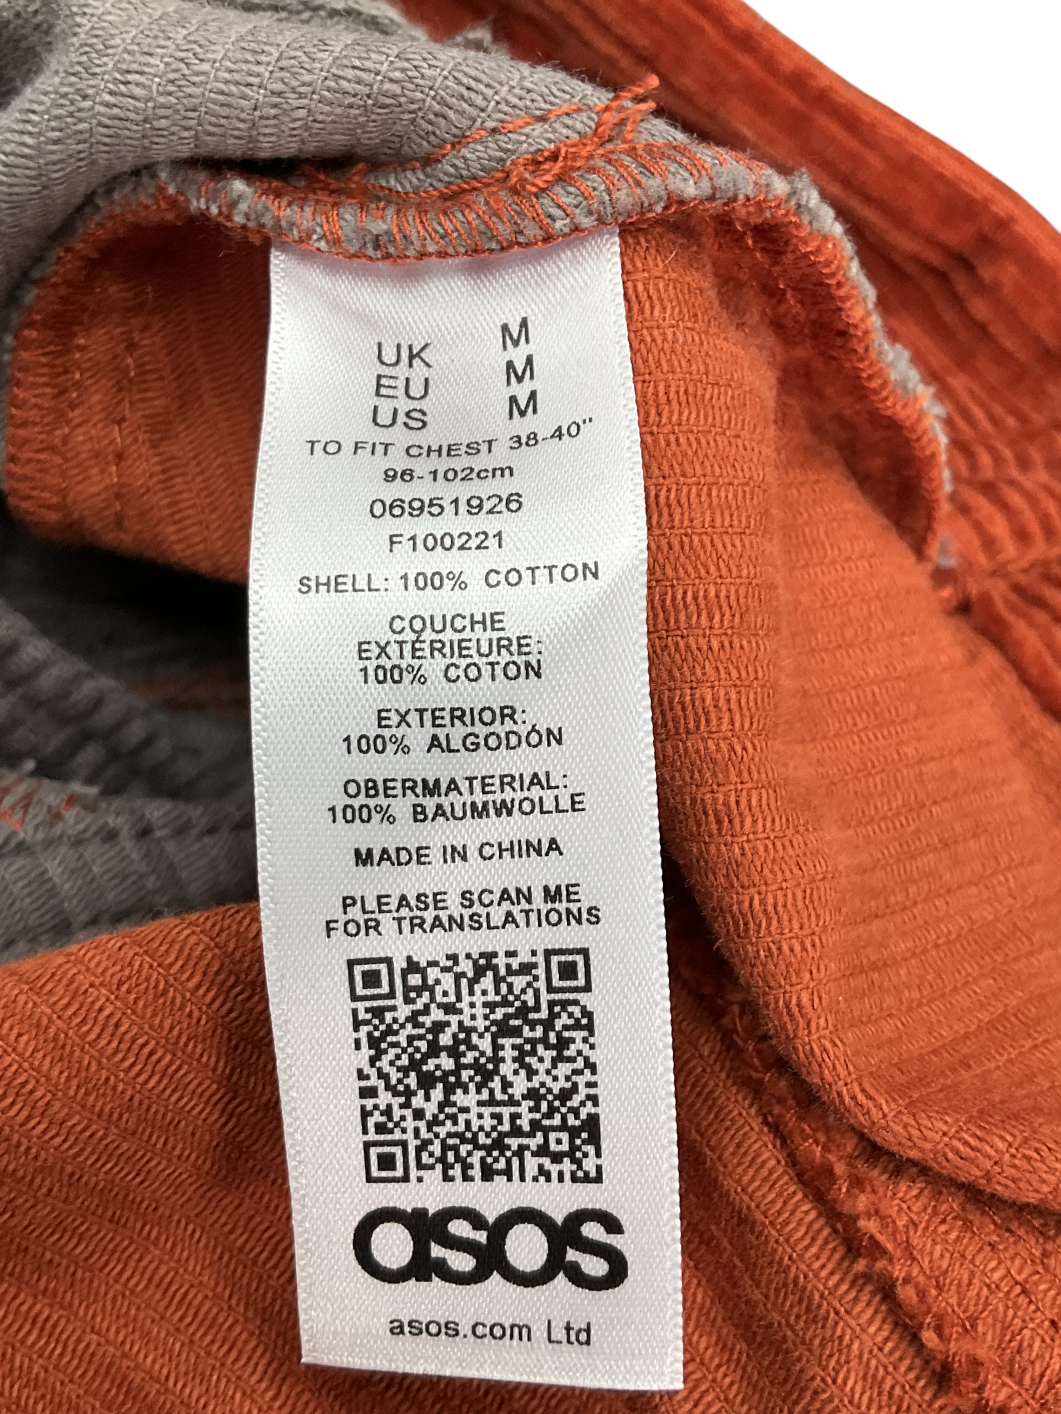 UK M
EU M
US M
TO FIT CHEST 38-40"
96-102cm
06951926
F100221
SHELL: 100% COTTON
COUCHE
EXTÉRIEURE:
100% COTON
EXTERIOR:
100% ALGODÓN
OBERMATERIAL:
100% BAUMWOLLE
MADE IN CHINA
PLEASE SCAN ME
FOR TRANSLATIONS
asos
asos.com Ltd